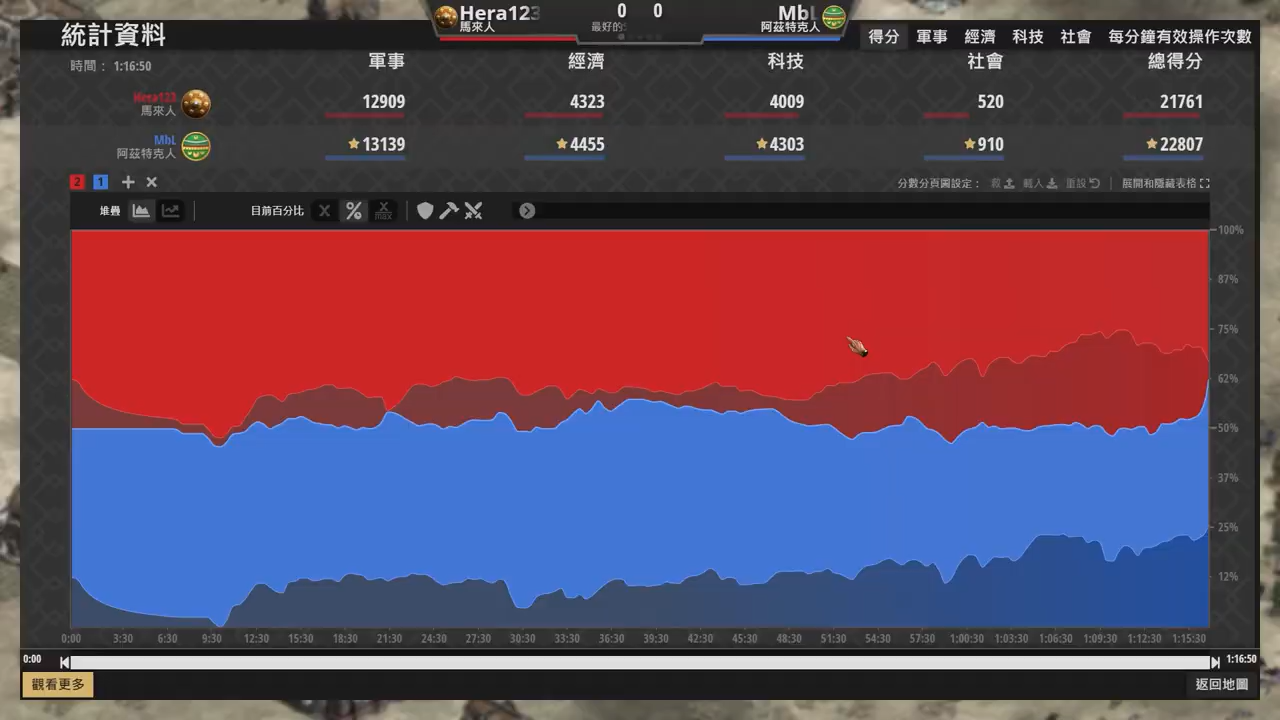 Hera123
馬來人
0 0
最好的
MbL
阿茲特克人
統計資料
得分 軍事 經濟 科技 社會 每分鐘有效操作次數
時間： 1:16:50
軍事 經濟 科技 社會 總得分
Hera123
馬來人
12909 4323 4009 520 21761
MbL
阿茲特克人
13139 4455 4303 910 22807
2 1
分數分頁圖設定： 載入 重設 展開和隱藏表格
堆疊 目前百分比 X % X max
100%
87%
75%
62%
50%
37%
25%
12%
0:00 3:30 6:30 9:30 12:30 15:30 18:30 21:30 24:30 27:30 30:30 33:30 36:30 39:30 42:30 45:30 48:30 51:30 54:30 57:30 1:00:30 1:03:30 1:06:30 1:09:30 1:12:30 1:15:30
0:00 1:16:50
觀看更多 返回地圖